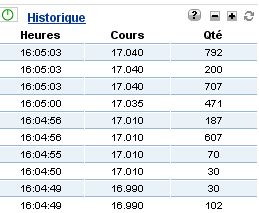 Historique
Heures Cours Qté
16:05:03 17.040 792
16:05:03 17.040 200
16:05:03 17.040 707
16:05:00 17.035 471
16:04:56 17.010 187
16:04:56 17.010 607
16:04:55 17.010 70
16:04:50 17.010 30
16:04:49 16.990 30
16:04:49 16.990 102